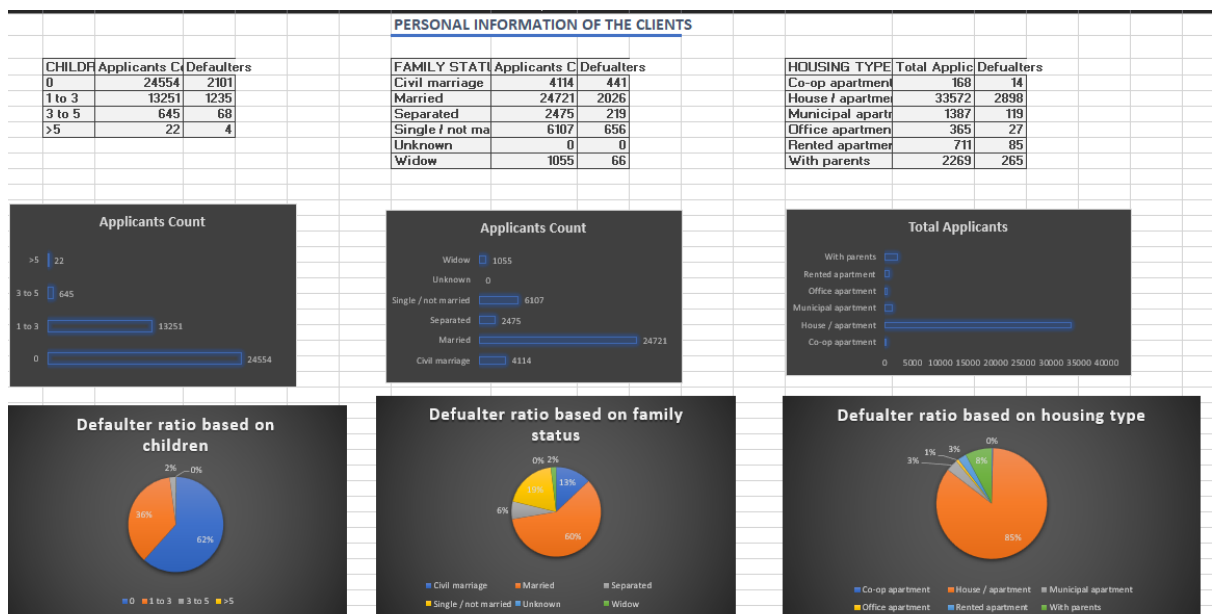 PERSONAL INFORMATION OF THE CLIENTS
CHILDR Applicants C Defaulters
0 24554 2101
1 to 3 13251 1235
3 to 5 645 68
>5 22 4
FAMILY STATU Applicants C Defualters
Civil marriage 4114 441
Married 24721 2026
Separated 2475 219
Single / not ma 6107 656
Unknown 0 0
Widow 1055 66
HOUSING TYPE Total Applic Defualters
Co-op apartment 168 14
House / apartmer 33572 2898
Municipal apartr 1387 119
Office apartmen 365 27
Rented apartmer 711 85
With parents 2269 265
Applicants Count
>5 22
3 to 5 645
1 to 3 13251
0 24554
Applicants Count
Widow 1055
Unknown 0
Single / not married 6107
Separated 2475
Married 24721
Civil marriage 4114
Total Applicants
With parents
Rented apartment
Office apartment
Municipal apartment
House / apartment
Co-op apartment
0 5000 10000 15000 20000 25000 30000 35000 40000
Defaulter ratio based on
children
2% 0%
36%
62%
0 1 to 3 3 to 5 >5
Defualter ratio based on family
status
0% 2%
13%
19%
6%
60%
Civil marriage Married Separated
Single / not married Unknown Widow
Defualter ratio based on housing type
0%
1% 3%
3% 8%
85%
Co-op apartment House / apartment Municipal apartment
Office apartment Rented apartment With parents